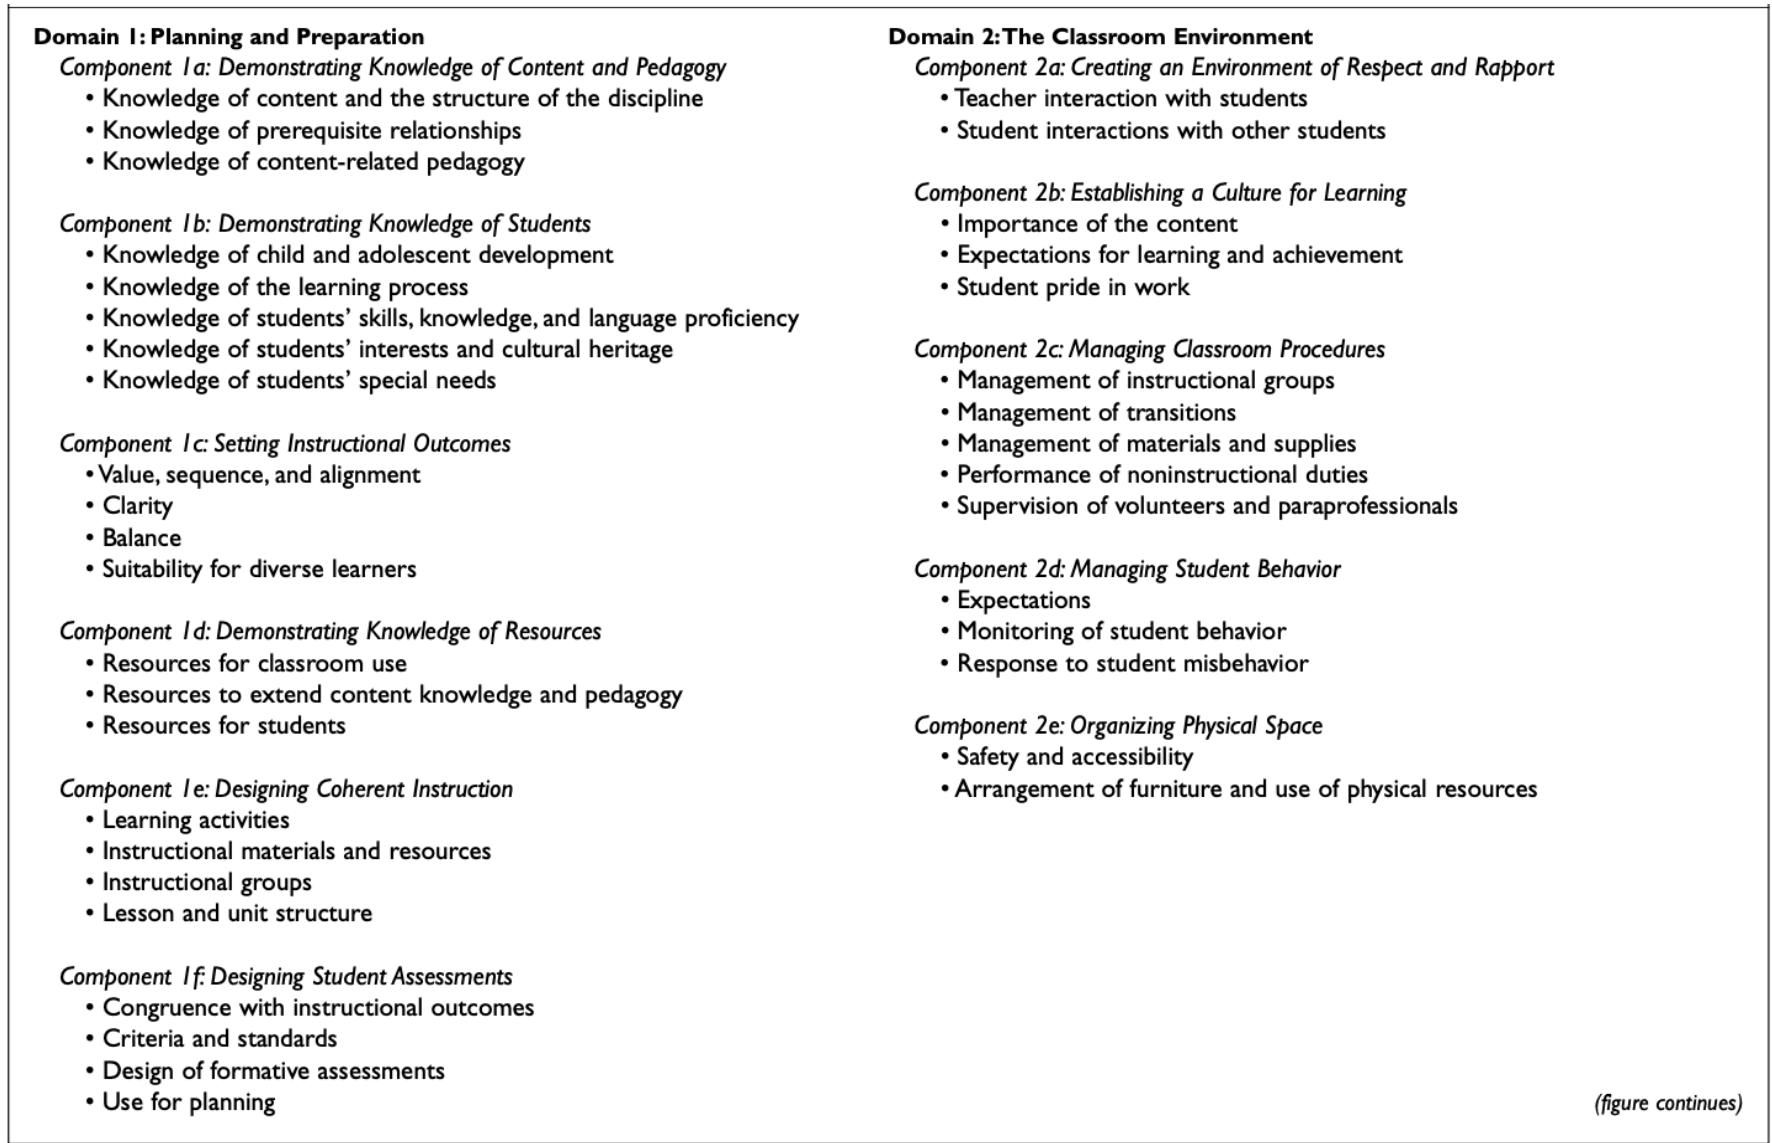 Domain 1: Planning and Preparation
Component 1a: Demonstrating Knowledge of Content and Pedagogy
• Knowledge of content and the structure of the discipline
• Knowledge of prerequisite relationships
• Knowledge of content-related pedagogy
Component 1b: Demonstrating Knowledge of Students
• Knowledge of child and adolescent development
• Knowledge of the learning process
• Knowledge of students’ skills, knowledge, and language proficiency
• Knowledge of students’ interests and cultural heritage
• Knowledge of students’ special needs
Component 1c: Setting Instructional Outcomes
• Value, sequence, and alignment
• Clarity
• Balance
• Suitability for diverse learners
Component 1d: Demonstrating Knowledge of Resources
• Resources for classroom use
• Resources to extend content knowledge and pedagogy
• Resources for students
Component 1e: Designing Coherent Instruction
• Learning activities
• Instructional materials and resources
• Instructional groups
• Lesson and unit structure
Component 1f: Designing Student Assessments
• Congruence with instructional outcomes
• Criteria and standards
• Design of formative assessments
• Use for planning
Domain 2: The Classroom Environment
Component 2a: Creating an Environment of Respect and Rapport
• Teacher interaction with students
• Student interactions with other students
Component 2b: Establishing a Culture for Learning
• Importance of the content
• Expectations for learning and achievement
• Student pride in work
Component 2c: Managing Classroom Procedures
• Management of instructional groups
• Management of transitions
• Management of materials and supplies
• Performance of noninstructional duties
• Supervision of volunteers and paraprofessionals
Component 2d: Managing Student Behavior
• Expectations
• Monitoring of student behavior
• Response to student misbehavior
Component 2e: Organizing Physical Space
• Safety and accessibility
• Arrangement of furniture and use of physical resources
(figure continues)